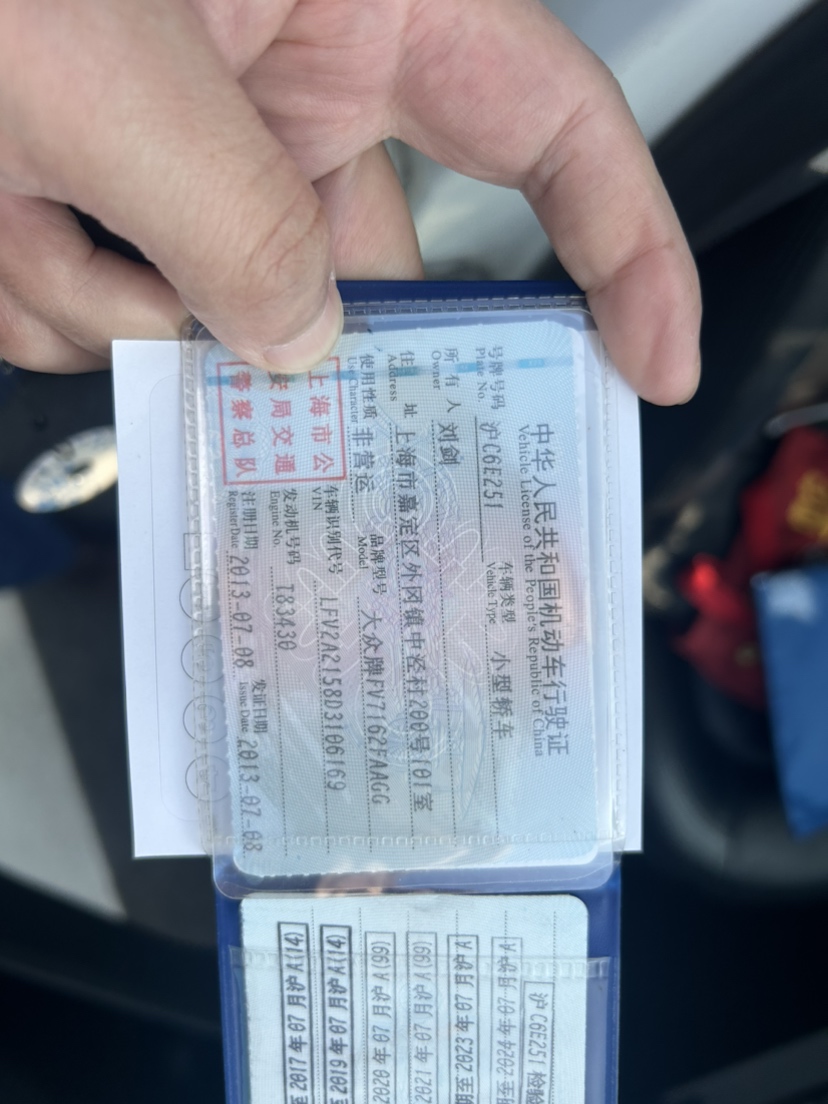 中华人民共和国机动车行驶证
Vehicle License of the People's Republic of China
号牌号码 沪C6E251 车辆类型 小型轿车
Plate No. Vehicle Type
所有人 刘剑
Owner
住址 上海市嘉定区外冈镇中泾村200号101室
Address
使用性质 非营运 品牌型号 大众牌FV7162FAAGG
Use Character Model
上海市公
安局交通
警察总队
车辆识别代号 LFV2A2158D3106169
VIN
发动机号码 T83430
Engine No.
注册日期 2013-07-08 发证日期 2013-07-08
Register Date Issue Date
沪C6E251 检验